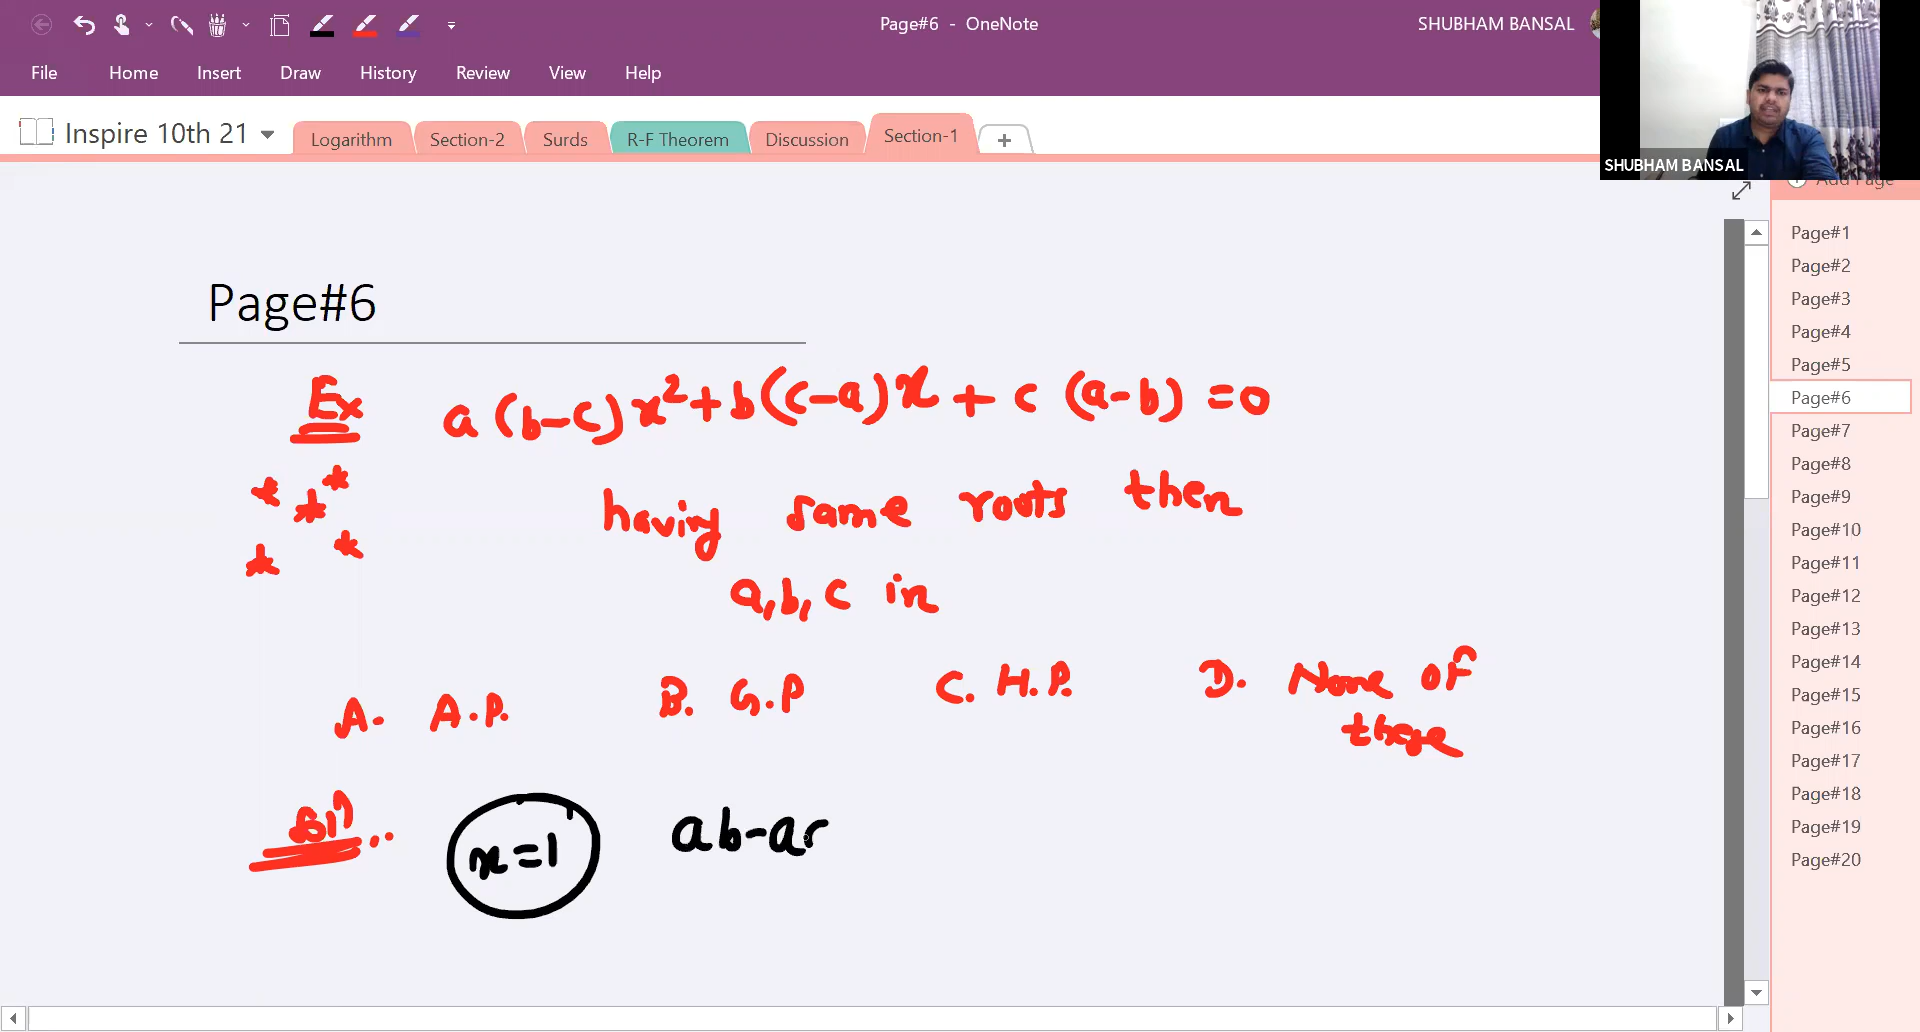 Page#6 - OneNote
SHUBHAM BANSAL
File Home Insert Draw History Review View Help
Inspire 10th 21
Logarithm Section-2 Surds R-F Theorem Discussion Section-1
SHUBHAM BANSAL
Add Page
Page#1
Page#2
Page#3
Page#4
Page#5
Page#6
Page#7
Page#8
Page#9
Page#10
Page#11
Page#12
Page#13
Page#14
Page#15
Page#16
Page#17
Page#18
Page#19
Page#20
Page#6
Ex a(b-c)x²+b(c-a)x + c(a-b) =0
having same roots then
a,b,c in
A. A.P. B. G.P C. H.P. D. None of
these
Sol
x=1 ab-ac